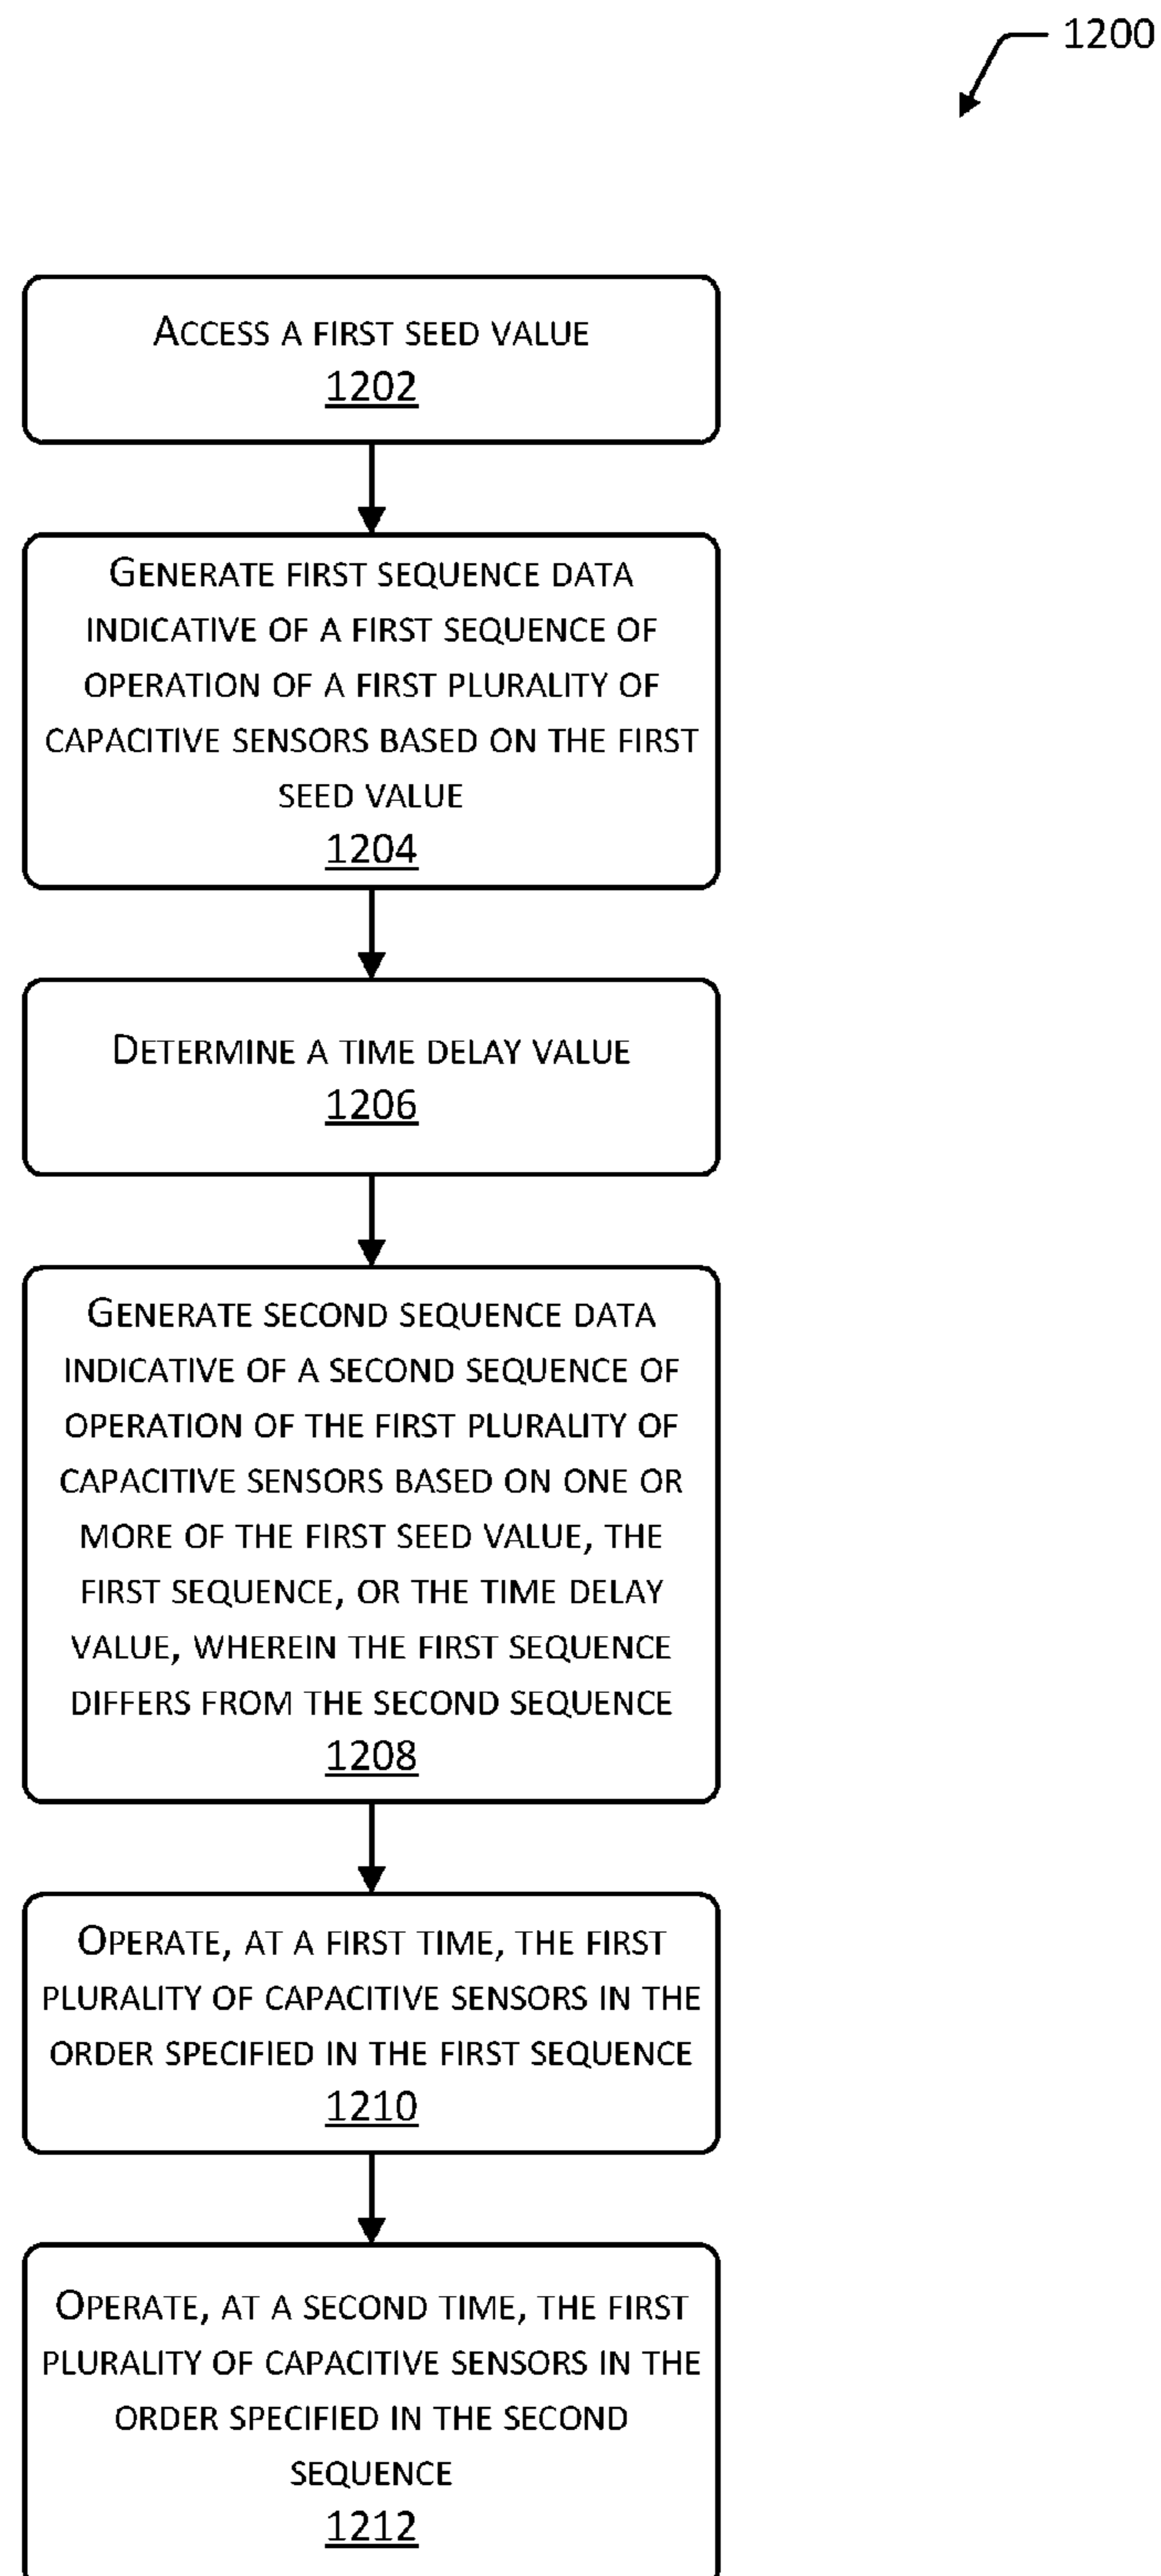 1200
ACCESS A FIRST SEED VALUE
1202
GENERATE FIRST SEQUENCE DATA
INDICATIVE OF A FIRST SEQUENCE OF
OPERATION OF A FIRST PLURALITY OF
CAPACITIVE SENSORS BASED ON THE FIRST
SEED VALUE
1204
DETERMINE A TIME DELAY VALUE
1206
GENERATE SECOND SEQUENCE DATA
INDICATIVE OF A SECOND SEQUENCE OF
OPERATION OF THE FIRST PLURALITY OF
CAPACITIVE SENSORS BASED ON ONE OR
MORE OF THE FIRST SEED VALUE, THE
FIRST SEQUENCE, OR THE TIME DELAY
VALUE, WHEREIN THE FIRST SEQUENCE
DIFFERS FROM THE SECOND SEQUENCE
1208
OPERATE, AT A FIRST TIME, THE FIRST
PLURALITY OF CAPACITIVE SENSORS IN THE
ORDER SPECIFIED IN THE FIRST SEQUENCE
1210
OPERATE, AT A SECOND TIME, THE FIRST
PLURALITY OF CAPACITIVE SENSORS IN THE
ORDER SPECIFIED IN THE SECOND
SEQUENCE
1212